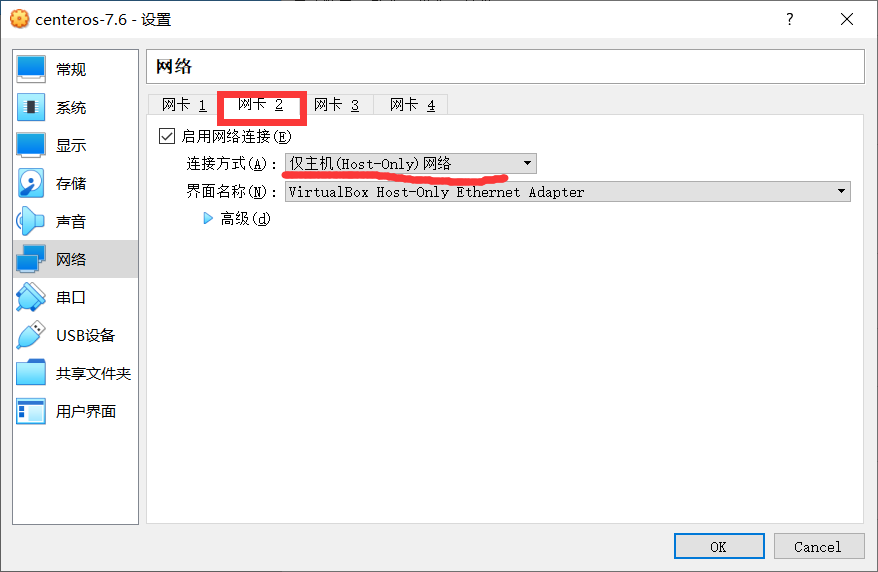 centeros-7.6 - 设置
?
常规
系统
显示
存储
声音
网络
串口
USB设备
共享文件夹
用户界面
网络
网卡 1 网卡 2 网卡 3 网卡 4
启用网络连接(E)
连接方式(A)： 仅主机(Host-Only)网络
界面名称(N)： VirtualBox Host-Only Ethernet Adapter
高级(d)
OK Cancel